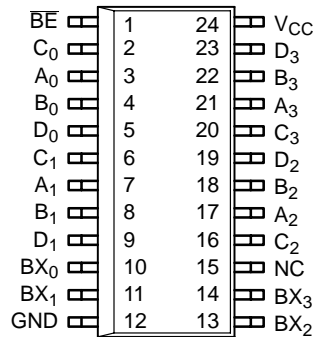 B̅E̅ 1 24 V_CC
C₀ 2 23 D₃
A₀ 3 22 B₃
B₀ 4 21 A₃
D₀ 5 20 C₃
C₁ 6 19 D₂
A₁ 7 18 B₂
B₁ 8 17 A₂
D₁ 9 16 C₂
BX₀ 10 15 NC
BX₁ 11 14 BX₃
GND 12 13 BX₂